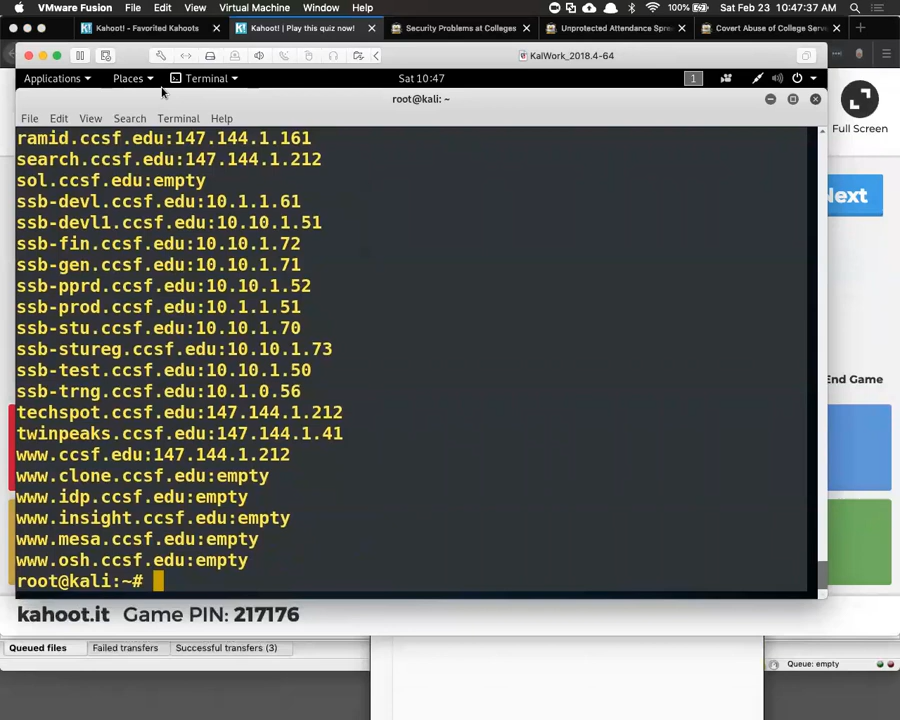 VMware Fusion File Edit View Virtual Machine Window Help 100% Sat Feb 23 10:47:37 AM
Kahoot! - Favorited Kahoots
Kahoot! | Play this quiz now!
Security Problems at Colleges
Unprotected Attendance Spre
Covert Abuse of College Serve
KalWork_2018.4-64
Applications Places Terminal Sat 10:47 1
root@kali: ~
Full Screen
File Edit View Search Terminal Help
ramid.ccsf.edu:147.144.1.161
search.ccsf.edu:147.144.1.212
sol.ccsf.edu:empty
ssb-devl.ccsf.edu:10.1.1.61
Next
ssb-devl1.ccsf.edu:10.10.1.51
ssb-fin.ccsf.edu:10.10.1.72
ssb-gen.ccsf.edu:10.10.1.71
ssb-pprd.ccsf.edu:10.10.1.52
ssb-prod.ccsf.edu:10.1.1.51
ssb-stu.ccsf.edu:10.10.1.70
ssb-stureg.ccsf.edu:10.10.1.73
ssb-test.ccsf.edu:10.10.1.50
End Game
ssb-trng.ccsf.edu:10.1.0.56
techspot.ccsf.edu:147.144.1.212
twinpeaks.ccsf.edu:147.144.1.41
www.ccsf.edu:147.144.1.212
www.clone.ccsf.edu:empty
www.idp.ccsf.edu:empty
www.insight.ccsf.edu:empty
www.mesa.ccsf.edu:empty
www.osh.ccsf.edu:empty
root@kali:~#
kahoot.it Game PIN: 217176
Queued files Failed transfers Successful transfers (3) Queue: empty